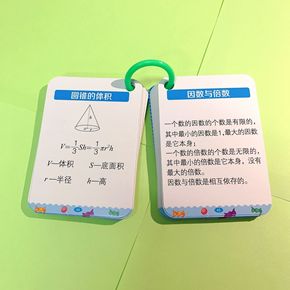 圆锥的体积
V=1/3Sh=1/3πr²h
V—体积 S—底面积
r—半径 h—高
因数与倍数
一个数的因数的个数是有限的，
其中最小的因数是1，最大的因数
是它本身；
一个数的倍数的个数是无限的，
其中最小的倍数是它本身，没有
最大的倍数。
因数与倍数是相互依存的。